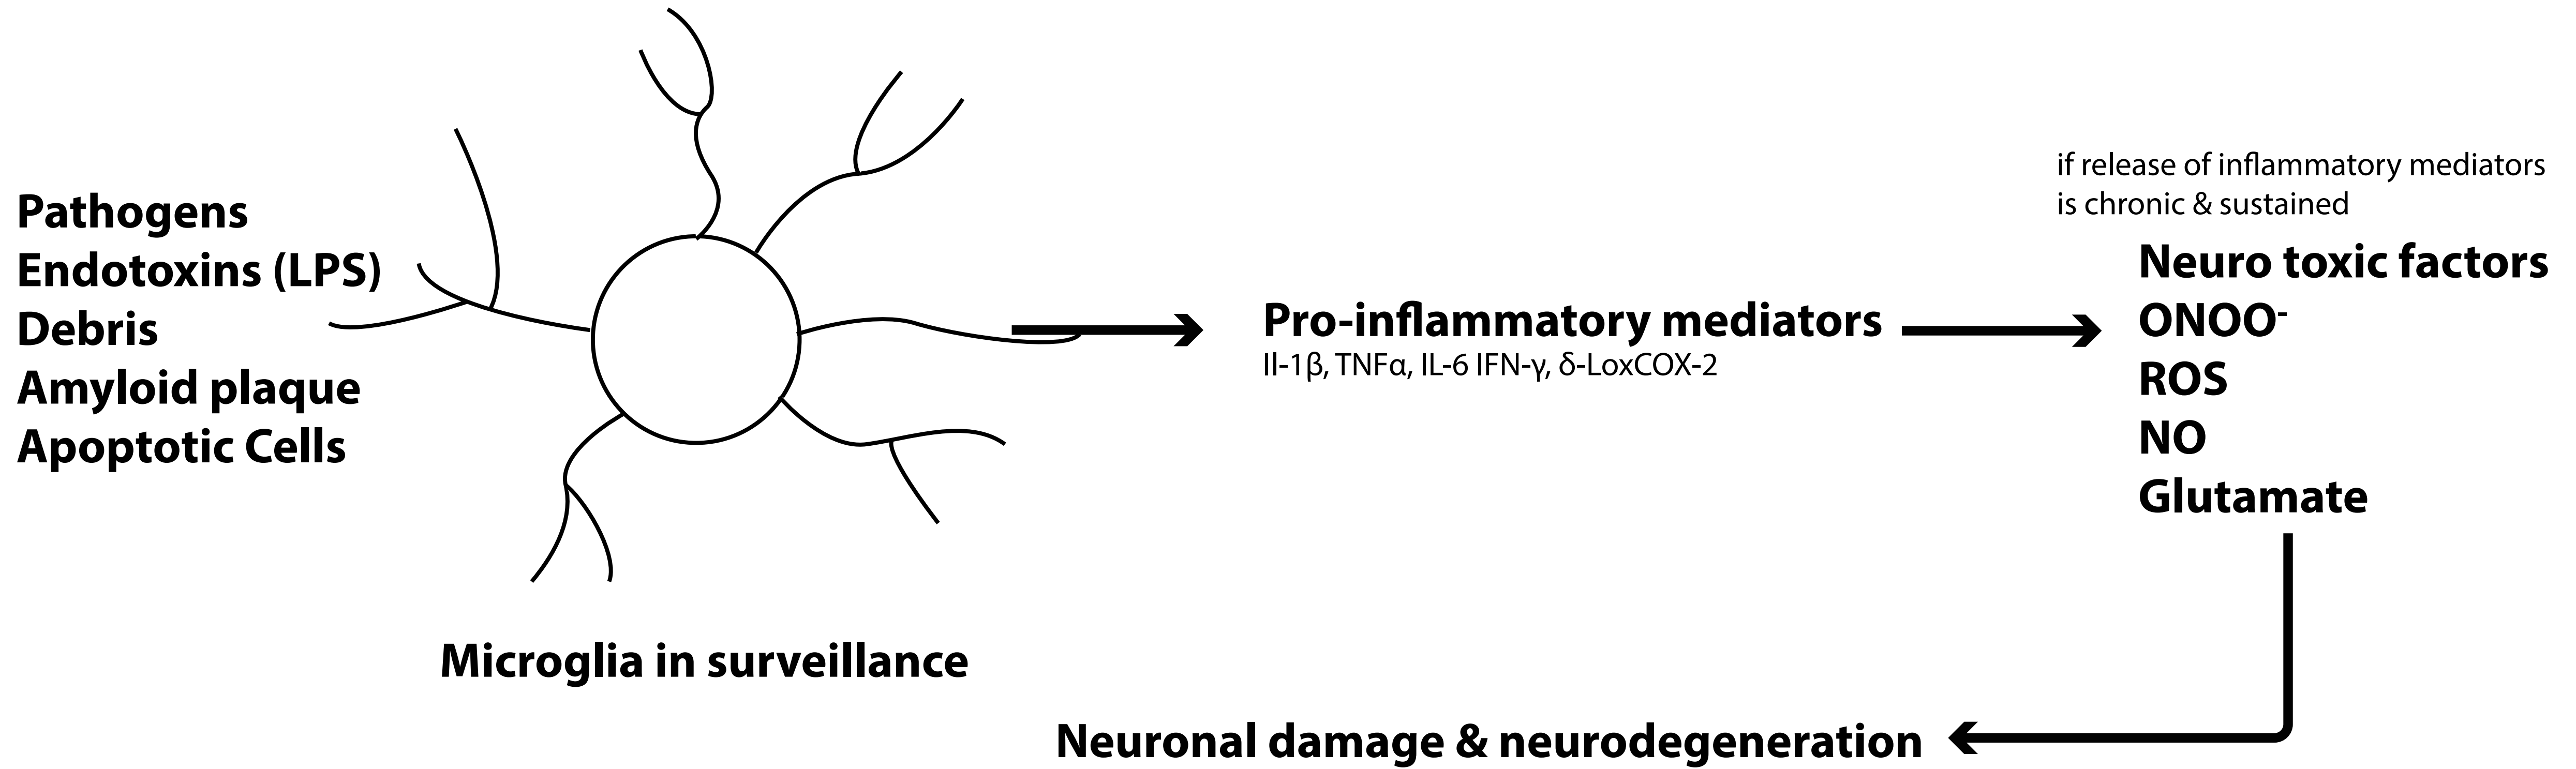 Pathogens
Endotoxins (LPS)
Debris
Amyloid plaque
Apoptotic Cells
Microglia in surveillance
Pro-inflammatory mediators
Il-1β, TNFα, IL-6 IFN-γ, δ-LoxCOX-2
if release of inflammatory mediators
is chronic & sustained
Neuro toxic factors
ONOO⁻
ROS
NO
Glutamate
Neuronal damage & neurodegeneration